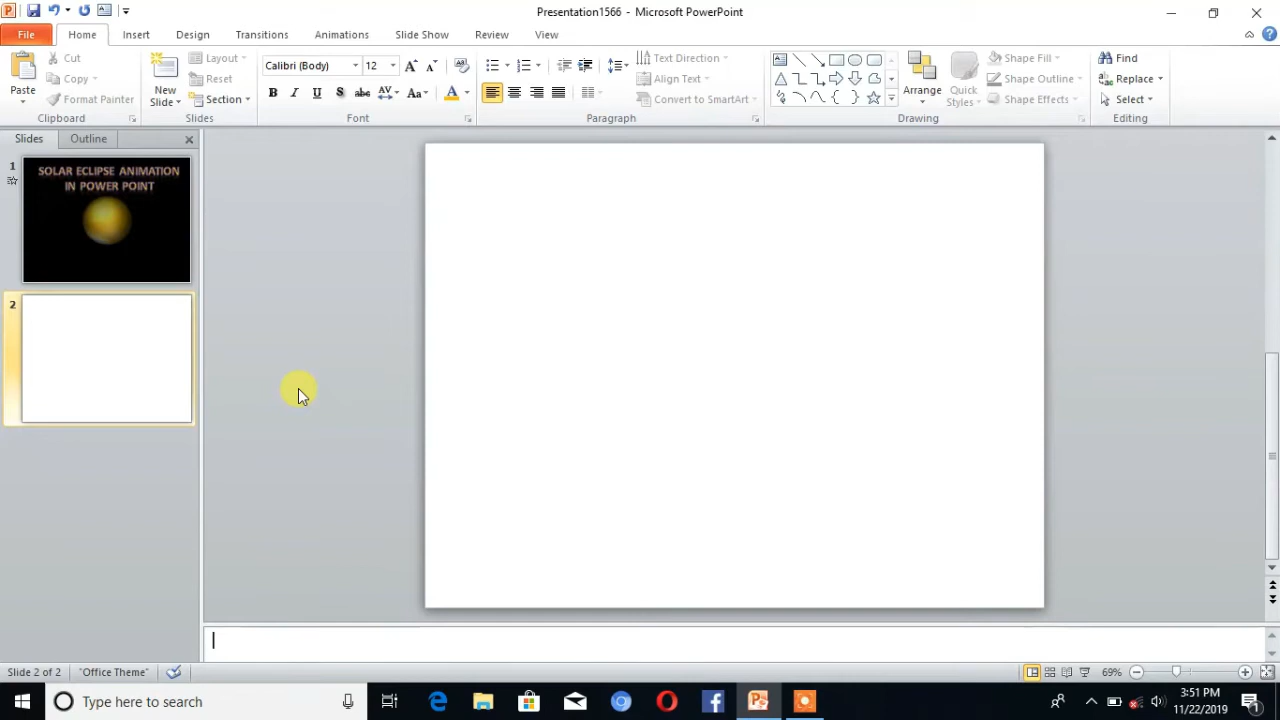 Presentation1566 - Microsoft PowerPoint
File Home Insert Design Transitions Animations Slide Show Review View
Paste
Cut
Copy
Format Painter
Clipboard
New Slide
Layout
Reset
Section
Slides
Calibri (Body) 12
B I U S abc AV Aa A
Font
Text Direction
Align Text
Convert to SmartArt
Paragraph
Arrange
Quick Styles
Shape Fill
Shape Outline
Shape Effects
Drawing
Find
Replace
Select
Editing
Slides Outline
1
SOLAR ECLIPSE ANIMATION
IN POWER POINT
2
Slide 2 of 2 "Office Theme" 69%
Type here to search
3:51 PM
11/22/2019
1